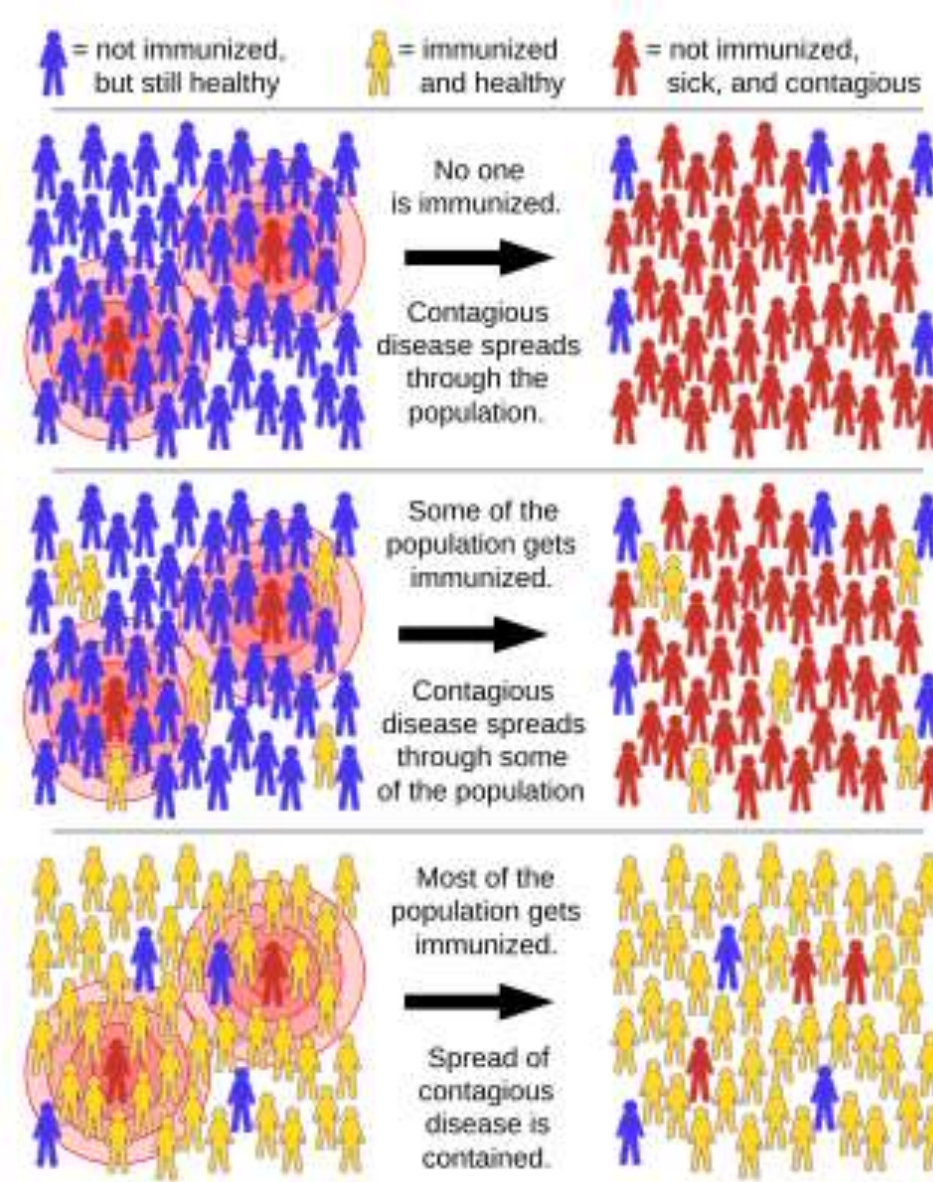 = not immunized,
but still healthy
= immunized
and healthy
= not immunized,
sick, and contagious
No one
is immunized.
Contagious
disease spreads
through the
population.
Some of the
population gets
immunized.
Contagious
disease spreads
through some
of the population
Most of the
population gets
immunized.
Spread of
contagious
disease is
contained.